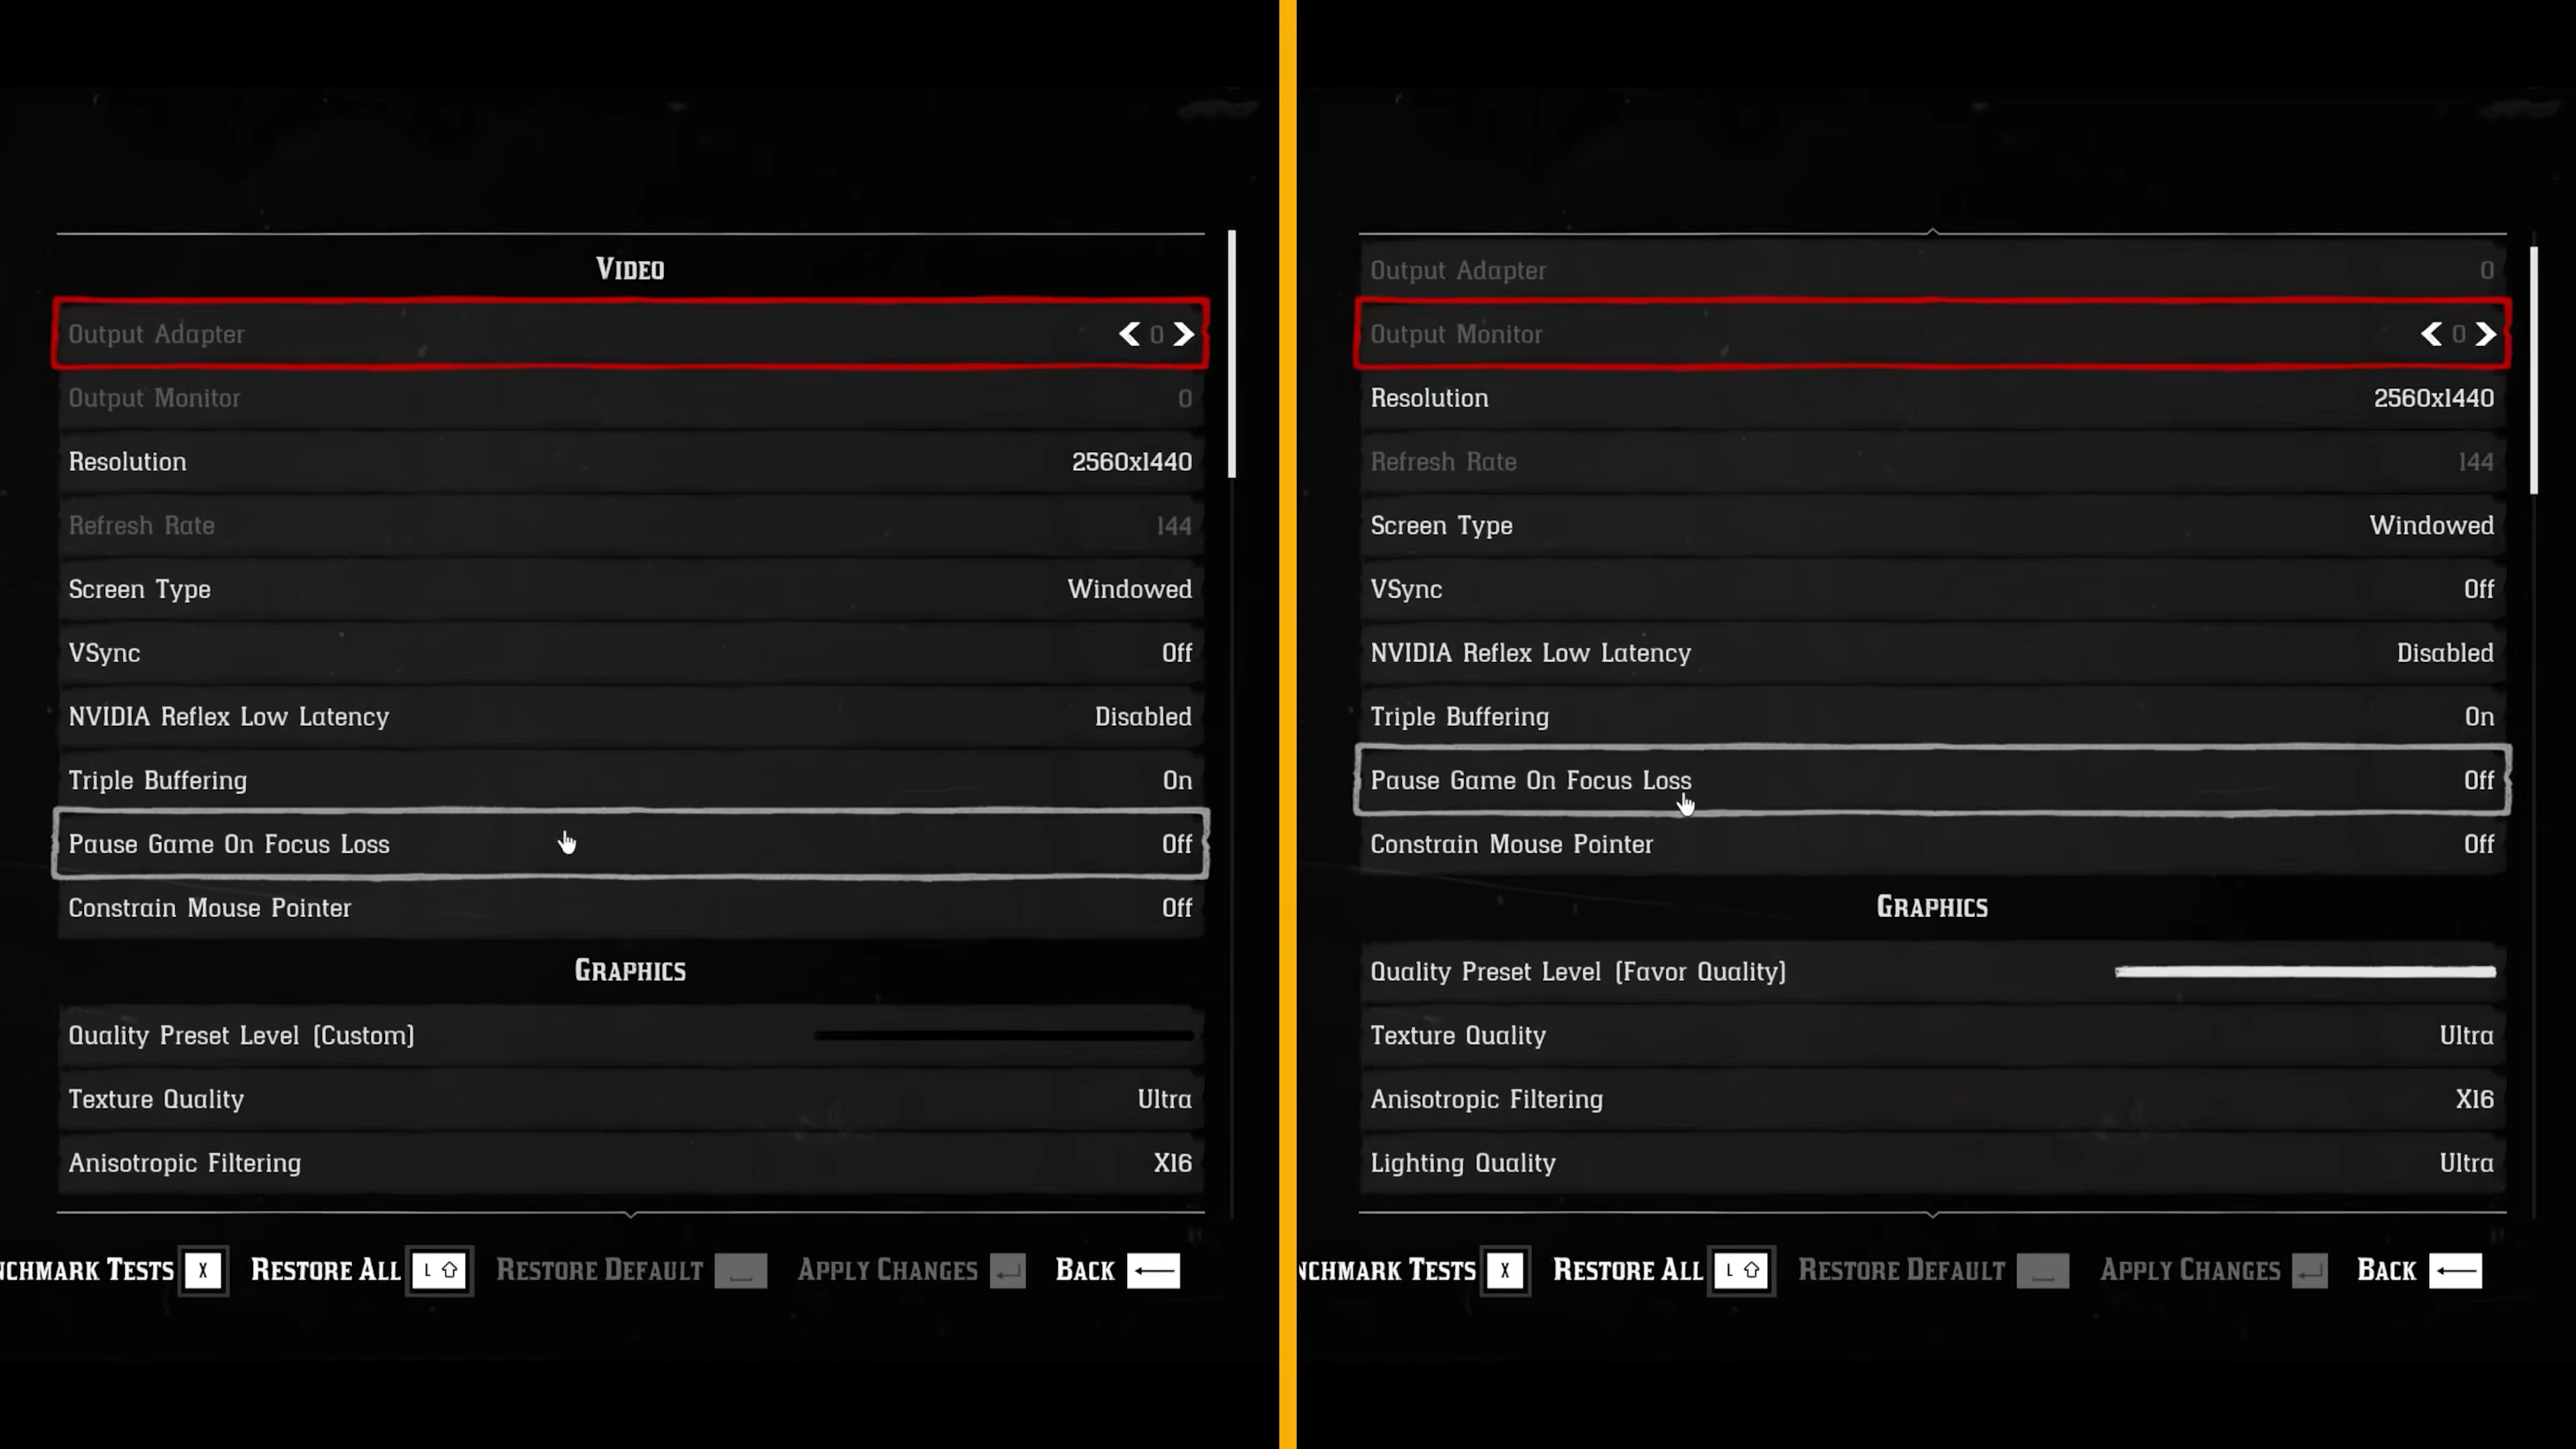 VIDEO
Output Adapter 0
Output Monitor 0
Resolution 2560x1440
Refresh Rate 144
Screen Type Windowed
VSync Off
NVIDIA Reflex Low Latency Disabled
Triple Buffering On
Pause Game On Focus Loss Off
Constrain Mouse Pointer Off
GRAPHICS
Quality Preset Level (Custom)
Texture Quality Ultra
Anisotropic Filtering X16
NCHMARK TESTS X RESTORE ALL L RESTORE DEFAULT APPLY CHANGES BACK
Output Adapter 0
Output Monitor 0
Resolution 2560x1440
Refresh Rate 144
Screen Type Windowed
VSync Off
NVIDIA Reflex Low Latency Disabled
Triple Buffering On
Pause Game On Focus Loss Off
Constrain Mouse Pointer Off
GRAPHICS
Quality Preset Level (Favor Quality)
Texture Quality Ultra
Anisotropic Filtering X16
Lighting Quality Ultra
NCHMARK TESTS X RESTORE ALL L RESTORE DEFAULT APPLY CHANGES BACK